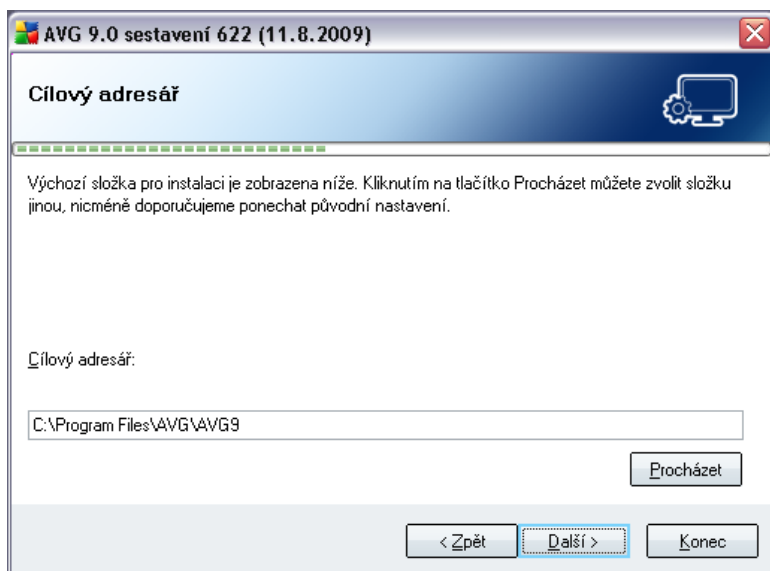 AVG 9.0 sestavení 622 (11.8.2009)
Cílový adresář
Výchozí složka pro instalaci je zobrazena níže. Kliknutím na tlačítko Procházet můžete zvolit složku
jinou, nicméně doporučujeme ponechat původní nastavení.
Cílový adresář:
C:\Program Files\AVG\AVG9
Procházet
< Zpět
Další >
Konec